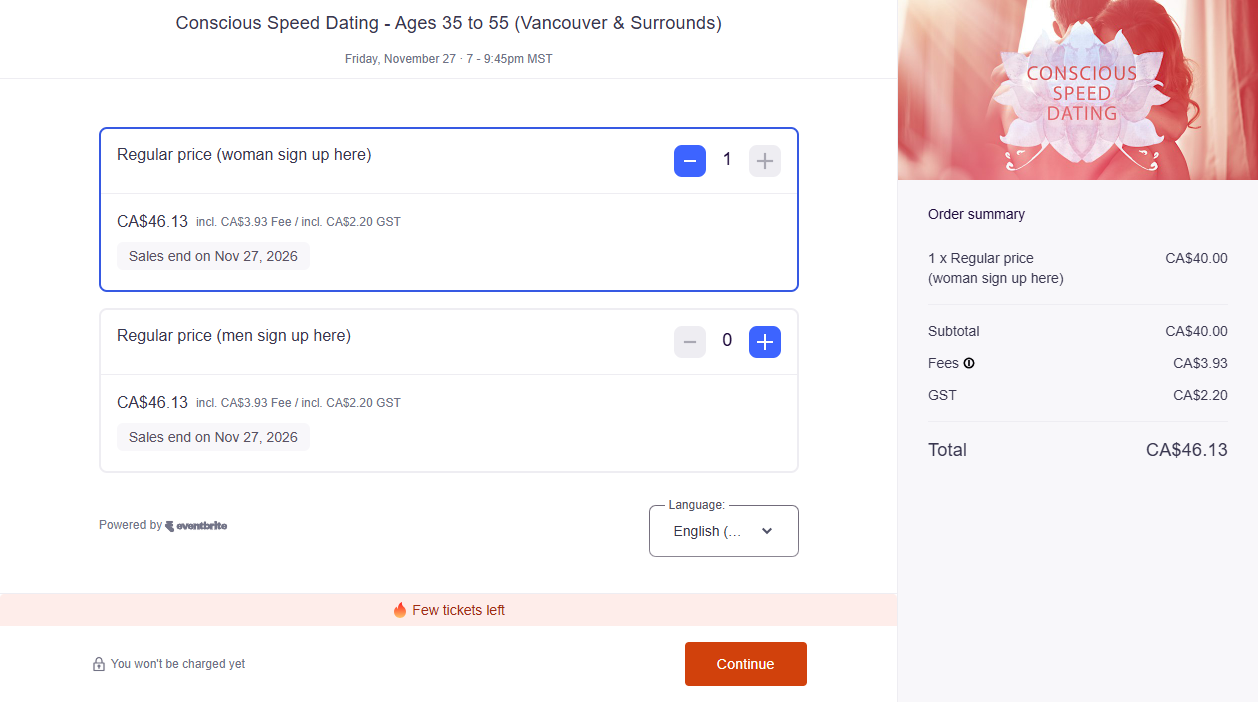 Conscious Speed Dating - Ages 35 to 55 (Vancouver & Surrounds)
Friday, November 27 · 7 - 9:45pm MST
Regular price (woman sign up here)
1
CA$46.13 incl. CA$3.93 Fee / incl. CA$2.20 GST
Sales end on Nov 27, 2026
Regular price (men sign up here)
0
CA$46.13 incl. CA$3.93 Fee / incl. CA$2.20 GST
Sales end on Nov 27, 2026
Powered by eventbrite
Language:
English (...
Few tickets left
You won't be charged yet
Continue
CONSCIOUS
SPEED
DATING
Order summary
1 x Regular price CA$40.00
(woman sign up here)
Subtotal CA$40.00
Fees CA$3.93
GST CA$2.20
Total CA$46.13